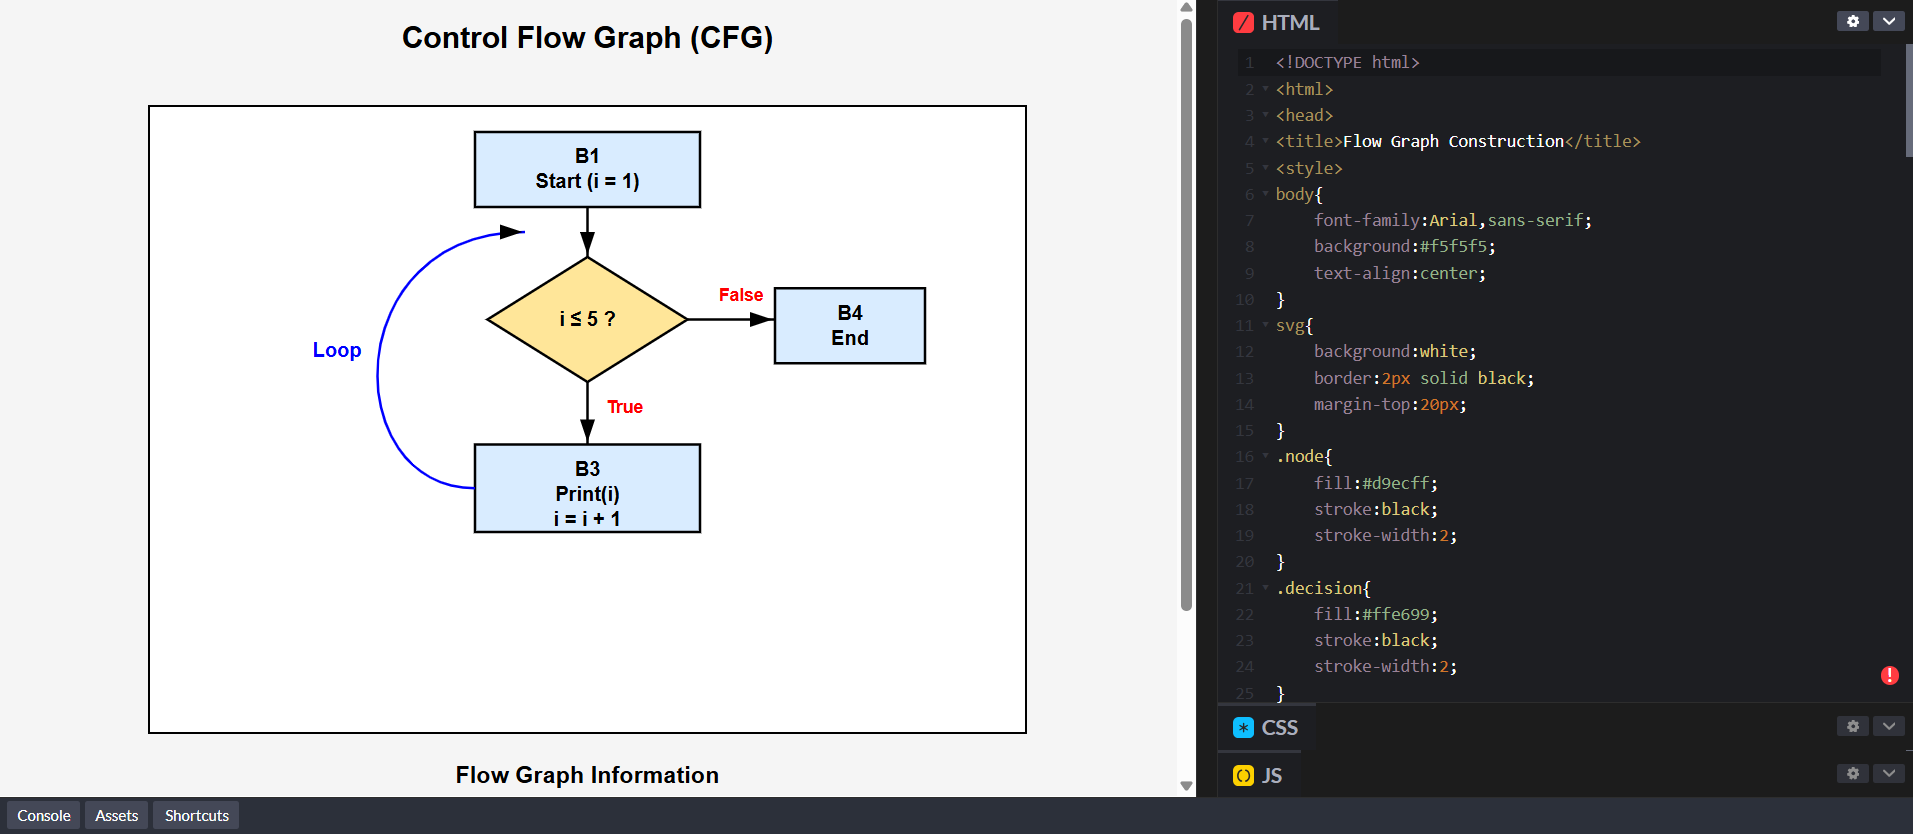 Control Flow Graph (CFG)
B1
Start (i = 1)
i ≤ 5 ?
False
B4
End
Loop
True
B3
Print(i)
i = i + 1
Flow Graph Information
HTML
1 <!DOCTYPE html>
2 <html>
3 <head>
4 <title>Flow Graph Construction</title>
5 <style>
6 body{
7 font-family:Arial,sans-serif;
8 background:#f5f5f5;
9 text-align:center;
10 }
11 svg{
12 background:white;
13 border:2px solid black;
14 margin-top:20px;
15 }
16 .node{
17 fill:#d9ecff;
18 stroke:black;
19 stroke-width:2;
20 }
21 .decision{
22 fill:#ffe699;
23 stroke:black;
24 stroke-width:2;
25 }
CSS
JS
Console Assets Shortcuts